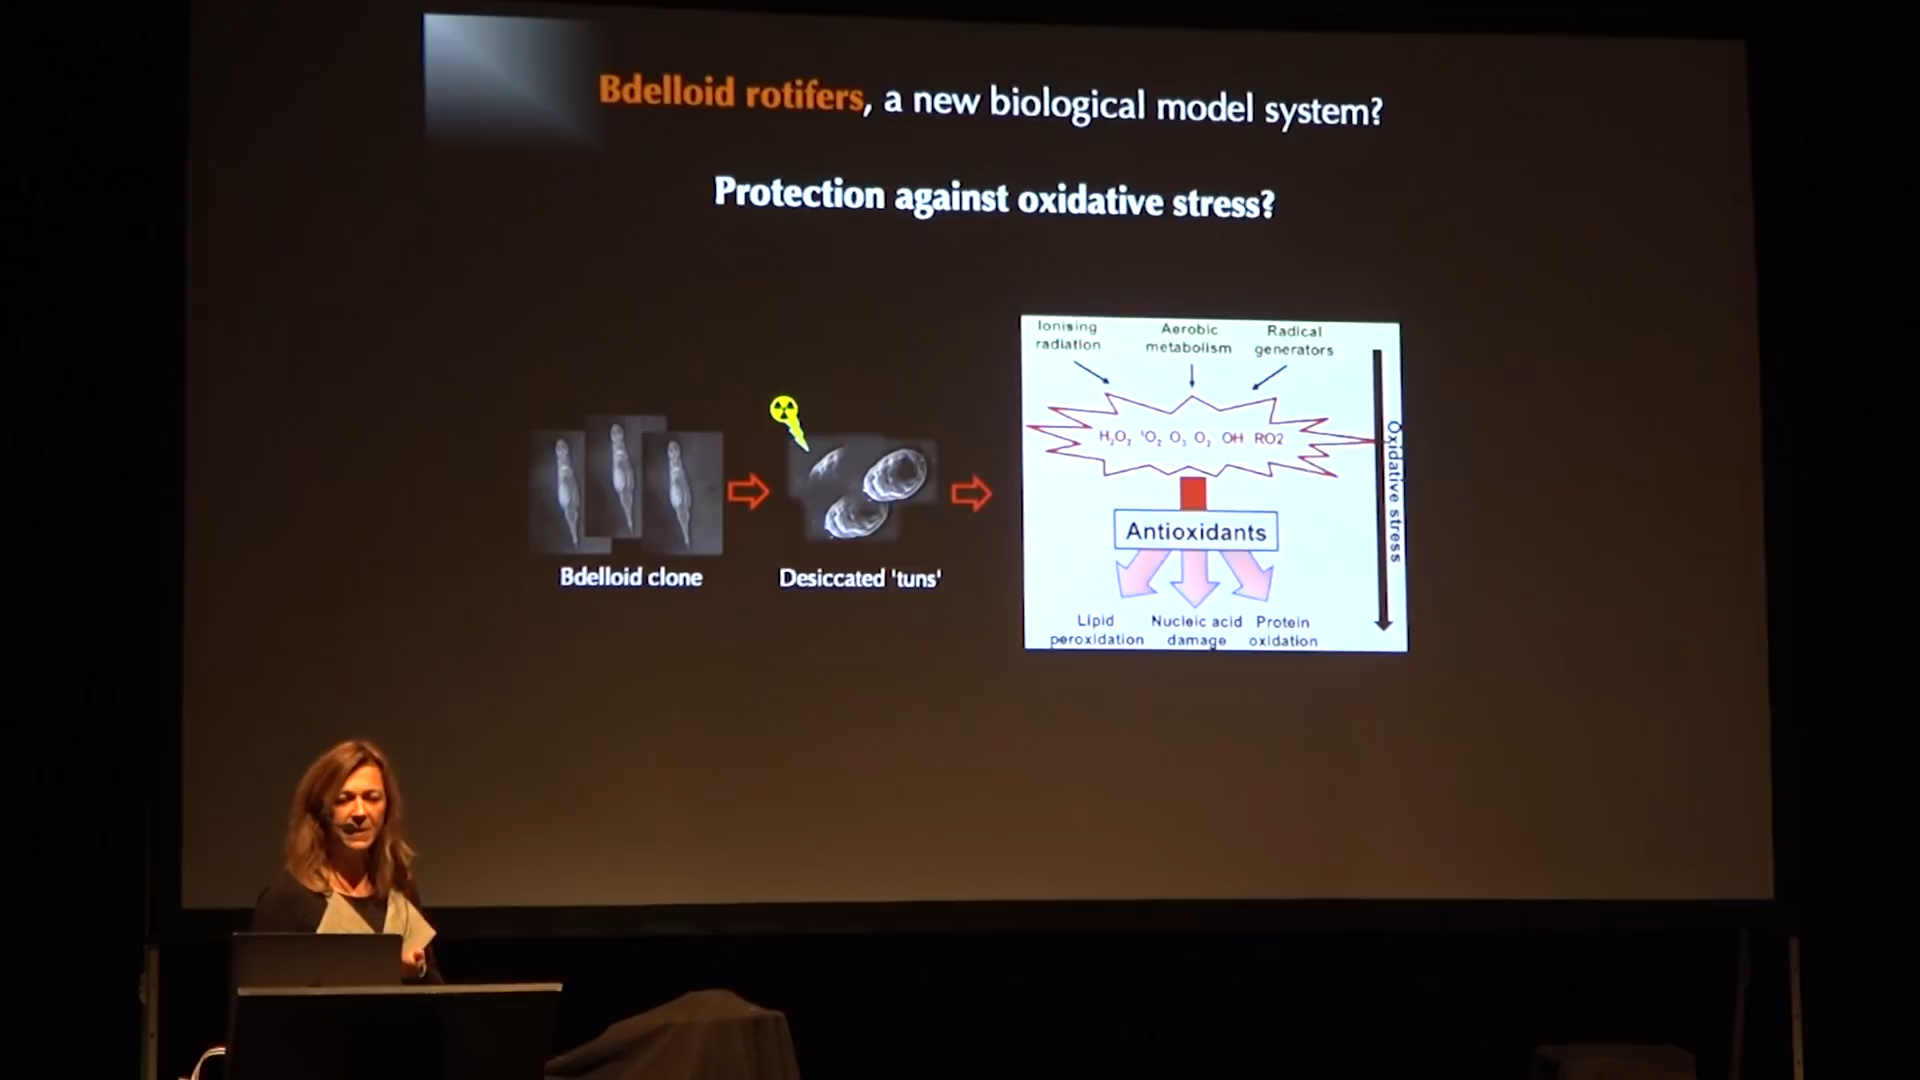 Bdelloid rotifers, a new biological model system?
Protection against oxidative stress?
Bdelloid clone
Desiccated 'tuns'
Ionising radiation
Aerobic metabolism
Radical generators
H₂O₂ ¹O₂ O₃ O₂ OH RO2
Antioxidants
Lipid peroxidation
Nucleic acid damage
Protein oxidation
Oxidative stress